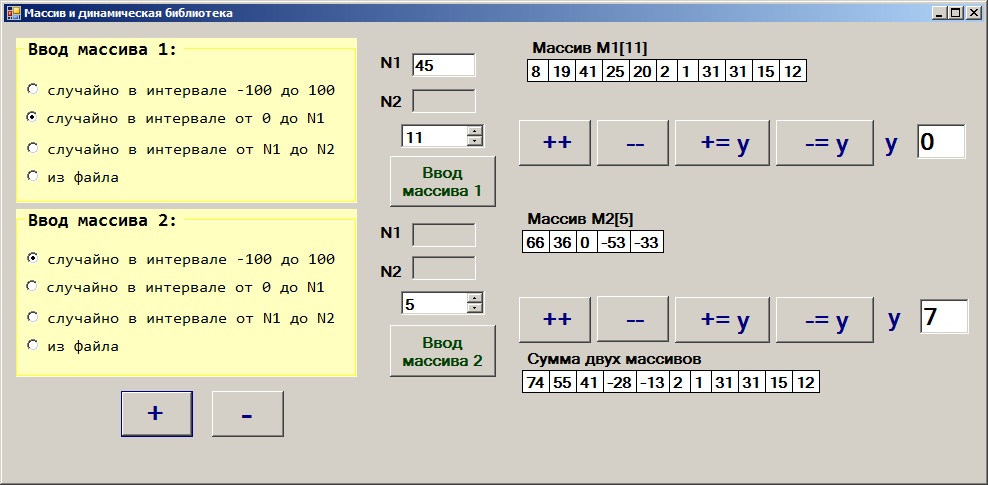 Массив и динамическая библиотека
Ввод массива 1:
случайно в интервале -100 до 100
случайно в интервале от 0 до N1
случайно в интервале от N1 до N2
из файла
Ввод массива 2:
случайно в интервале -100 до 100
случайно в интервале от 0 до N1
случайно в интервале от N1 до N2
из файла
+ -
N1 45
N2
11
Ввод
массива 1
N1
N2
5
Ввод
массива 2
Массив M1[11]
8 19 41 25 20 2 1 31 31 15 12
++ -- += y -= y y 0
Массив M2[5]
66 36 0 -53 -33
++ -- += y -= y y 7
Сумма двух массивов
74 55 41 -28 -13 2 1 31 31 15 12